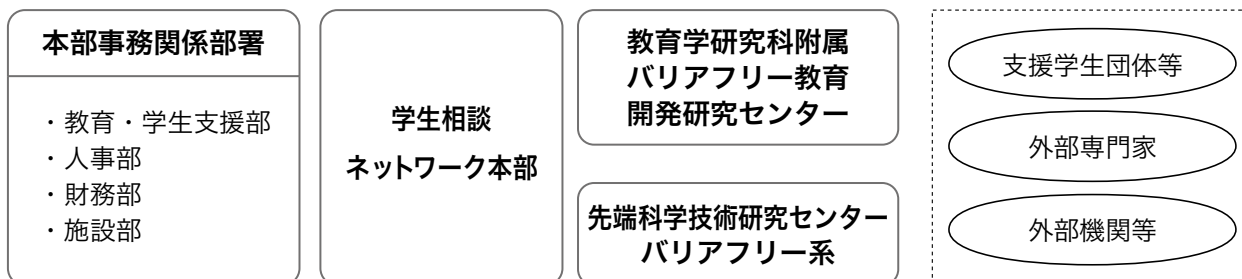 本部事務関係部署
・教育・学生支援部
・人事部
・財務部
・施設部
学生相談
ネットワーク本部
教育学研究科附属
バリアフリー教育
開発研究センター
先端科学技術研究センター
バリアフリー系
支援学生団体等
外部専門家
外部機関等